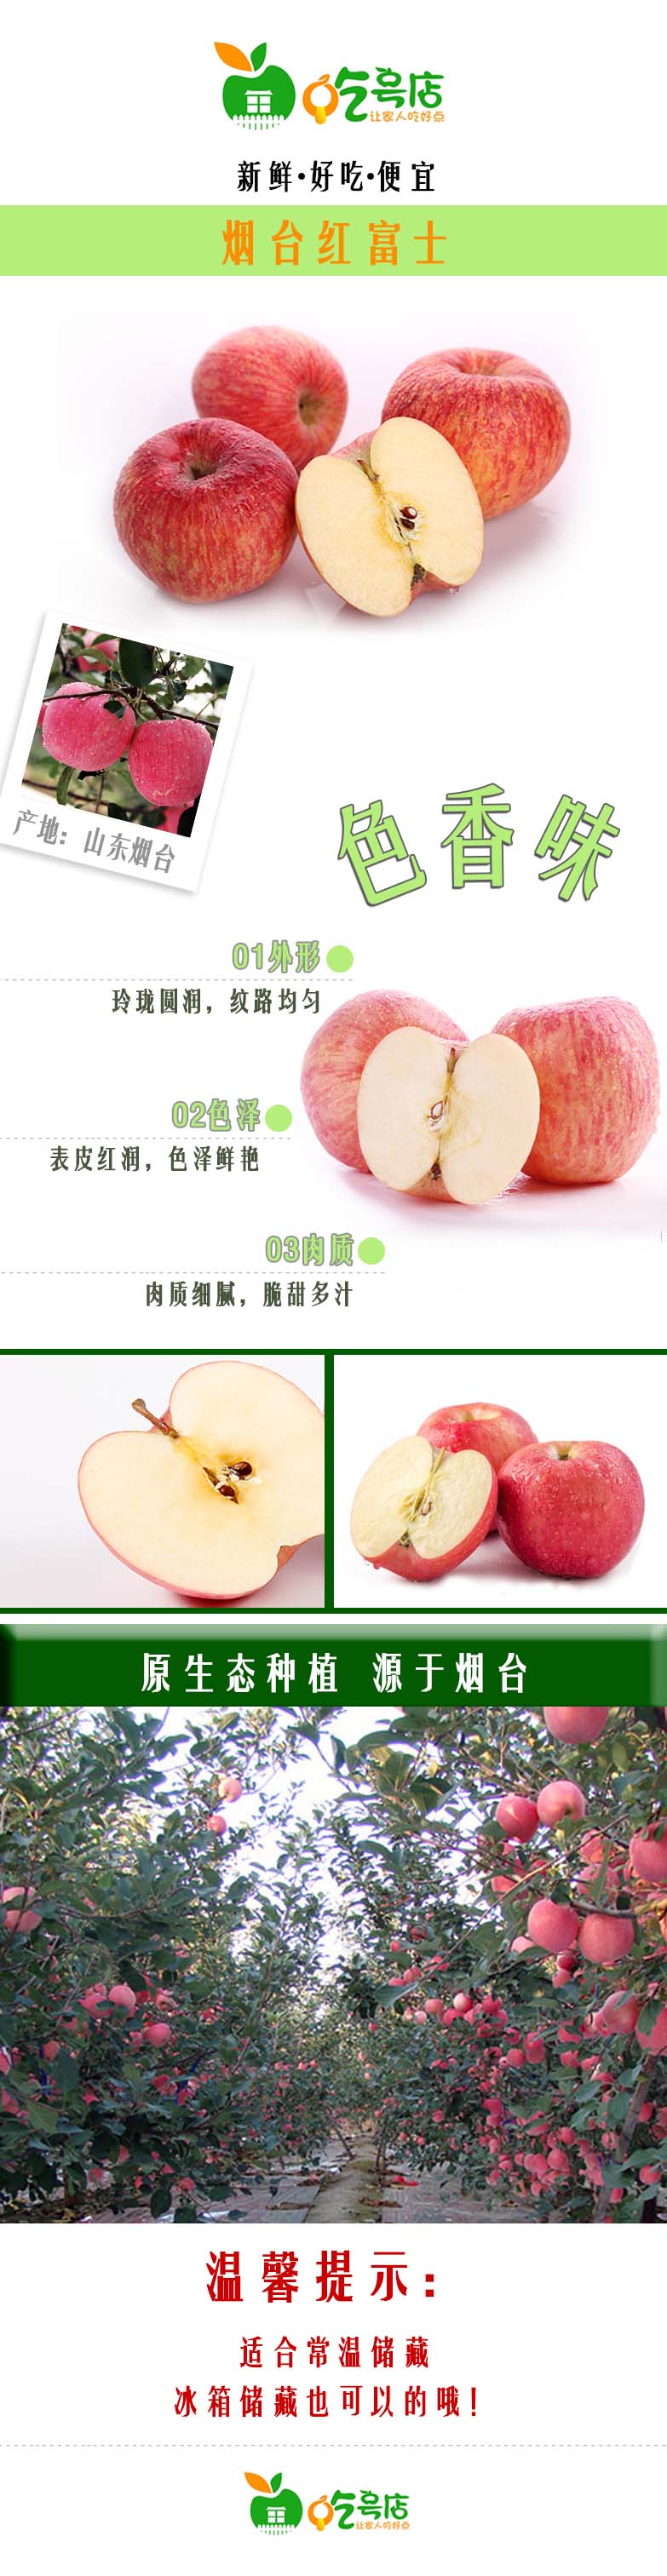 吃号店
让家人吃好点
新鲜·好吃·便宜
烟台红富士
产地：山东烟台
色香味
01外形
玲珑圆润，纹路均匀
02色泽
表皮红润，色泽鲜艳
03肉质
肉质细腻，脆甜多汁
原生态种植 源于烟台
温馨提示：
适合常温储藏
冰箱储藏也可以的哦！
吃号店
让家人吃好点